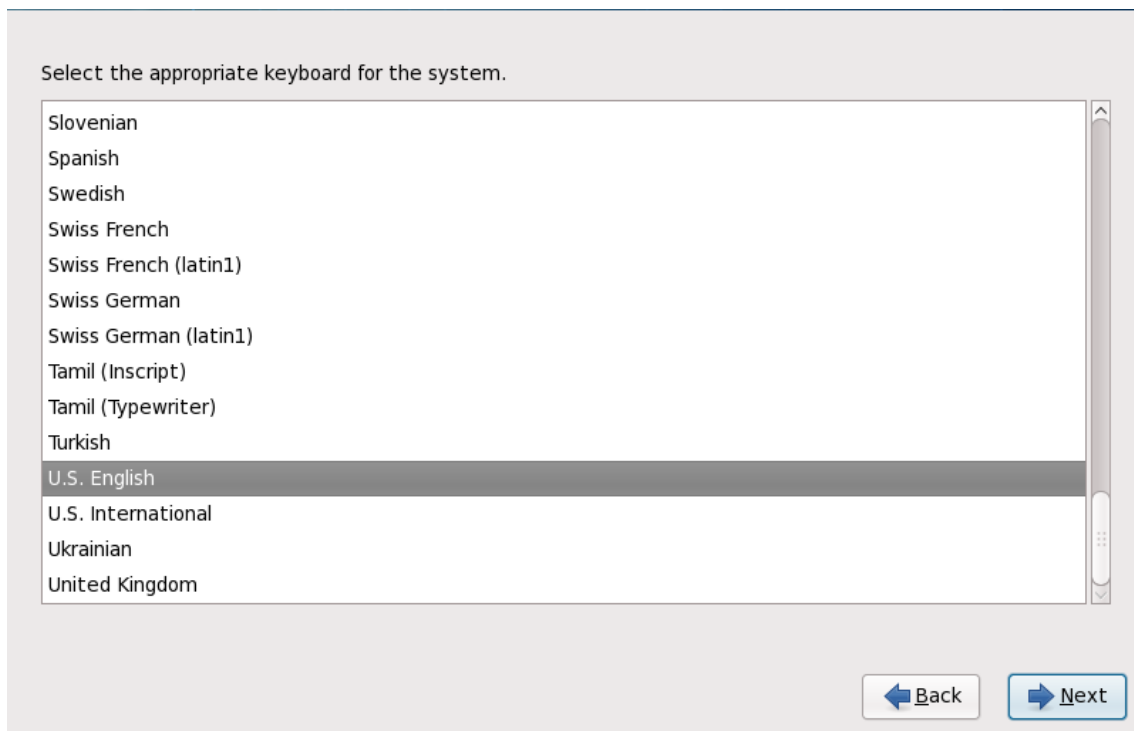 Select the appropriate keyboard for the system.
Slovenian
Spanish
Swedish
Swiss French
Swiss French (latin1)
Swiss German
Swiss German (latin1)
Tamil (Inscript)
Tamil (Typewriter)
Turkish
U.S. English
U.S. International
Ukrainian
United Kingdom
Back Next